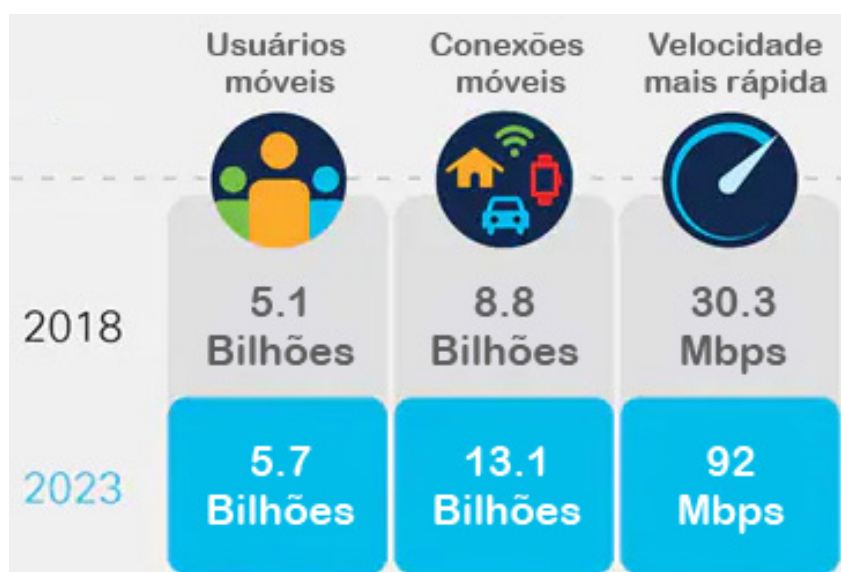 Usuários
móveis
Conexões
móveis
Velocidade
mais rápida
2018
5.1
Bilhões
8.8
Bilhões
30.3
Mbps
2023
5.7
Bilhões
13.1
Bilhões
92
Mbps